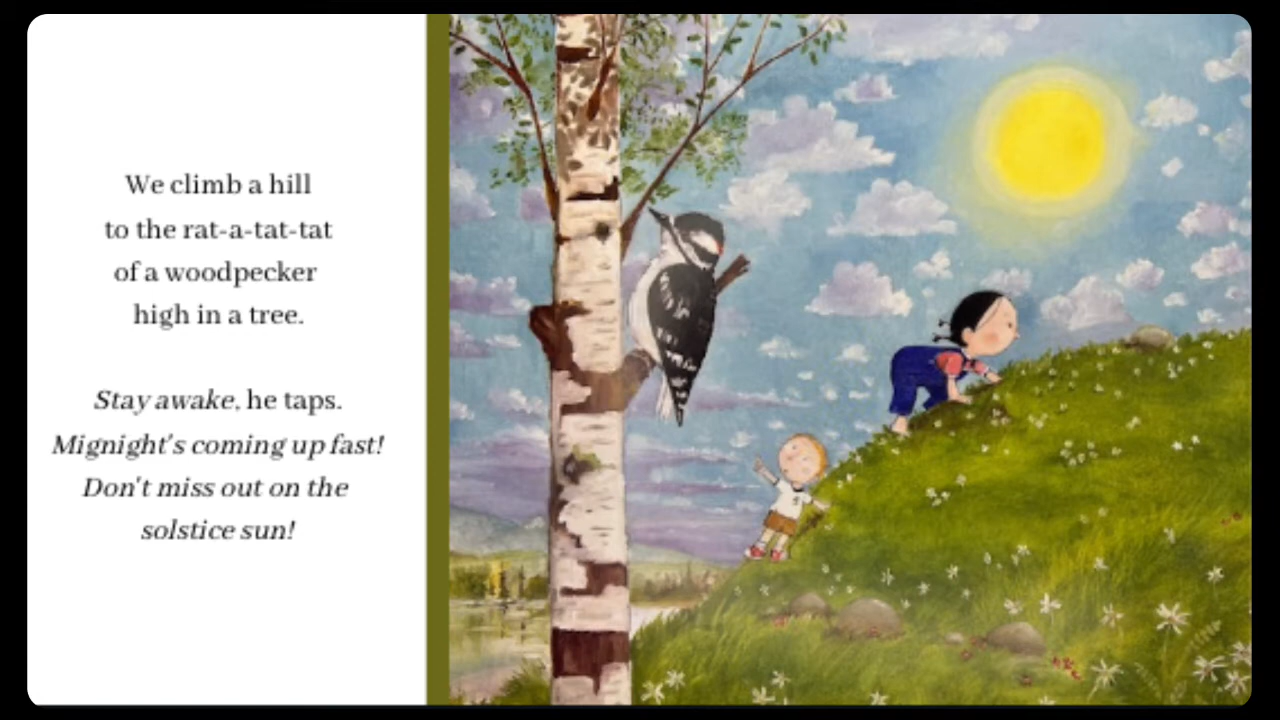 We climb a hill
to the rat-a-tat-tat
of a woodpecker
high in a tree.
Stay awake, he taps.
Mignight's coming up fast!
Don't miss out on the
solstice sun!